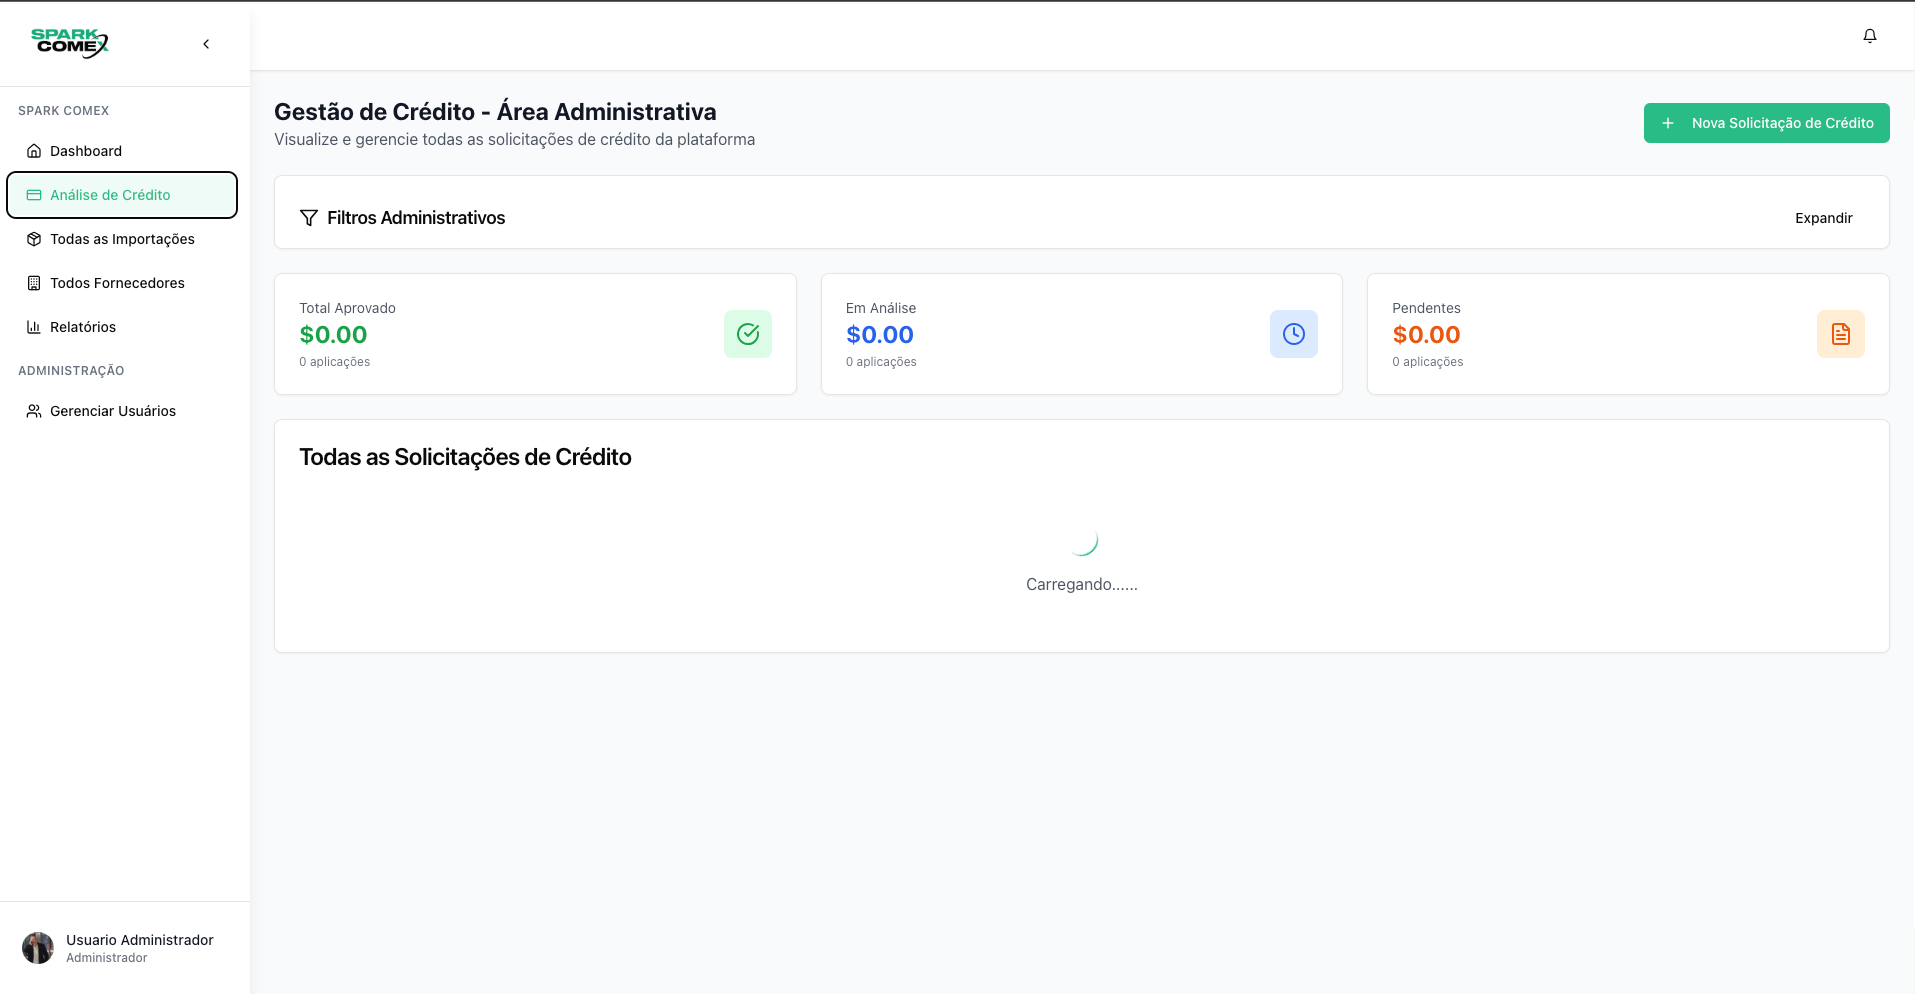 SPARK
COMEX
SPARK COMEX
Dashboard
Análise de Crédito
Todas as Importações
Todos Fornecedores
Relatórios
ADMINISTRAÇÃO
Gerenciar Usuários
Usuario Administrador
Administrador
Gestão de Crédito - Área Administrativa
Visualize e gerencie todas as solicitações de crédito da plataforma
Nova Solicitação de Crédito
Filtros Administrativos
Expandir
Total Aprovado
$0.00
0 aplicações
Em Análise
$0.00
0 aplicações
Pendentes
$0.00
0 aplicações
Todas as Solicitações de Crédito
Carregando......